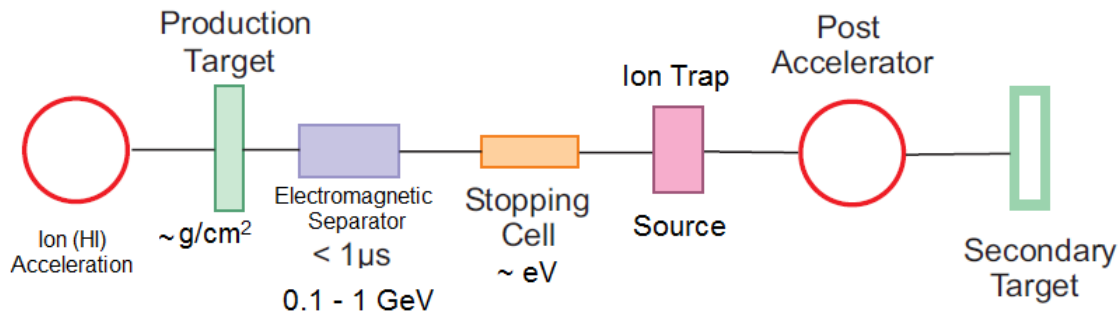 Production
Target
Post
Accelerator
Ion Trap
Ion (HI)
Acceleration
~ g/cm²
Electromagnetic
Separator
< 1µs
0.1 - 1 GeV
Stopping
Cell
~ eV
Source
Secondary
Target